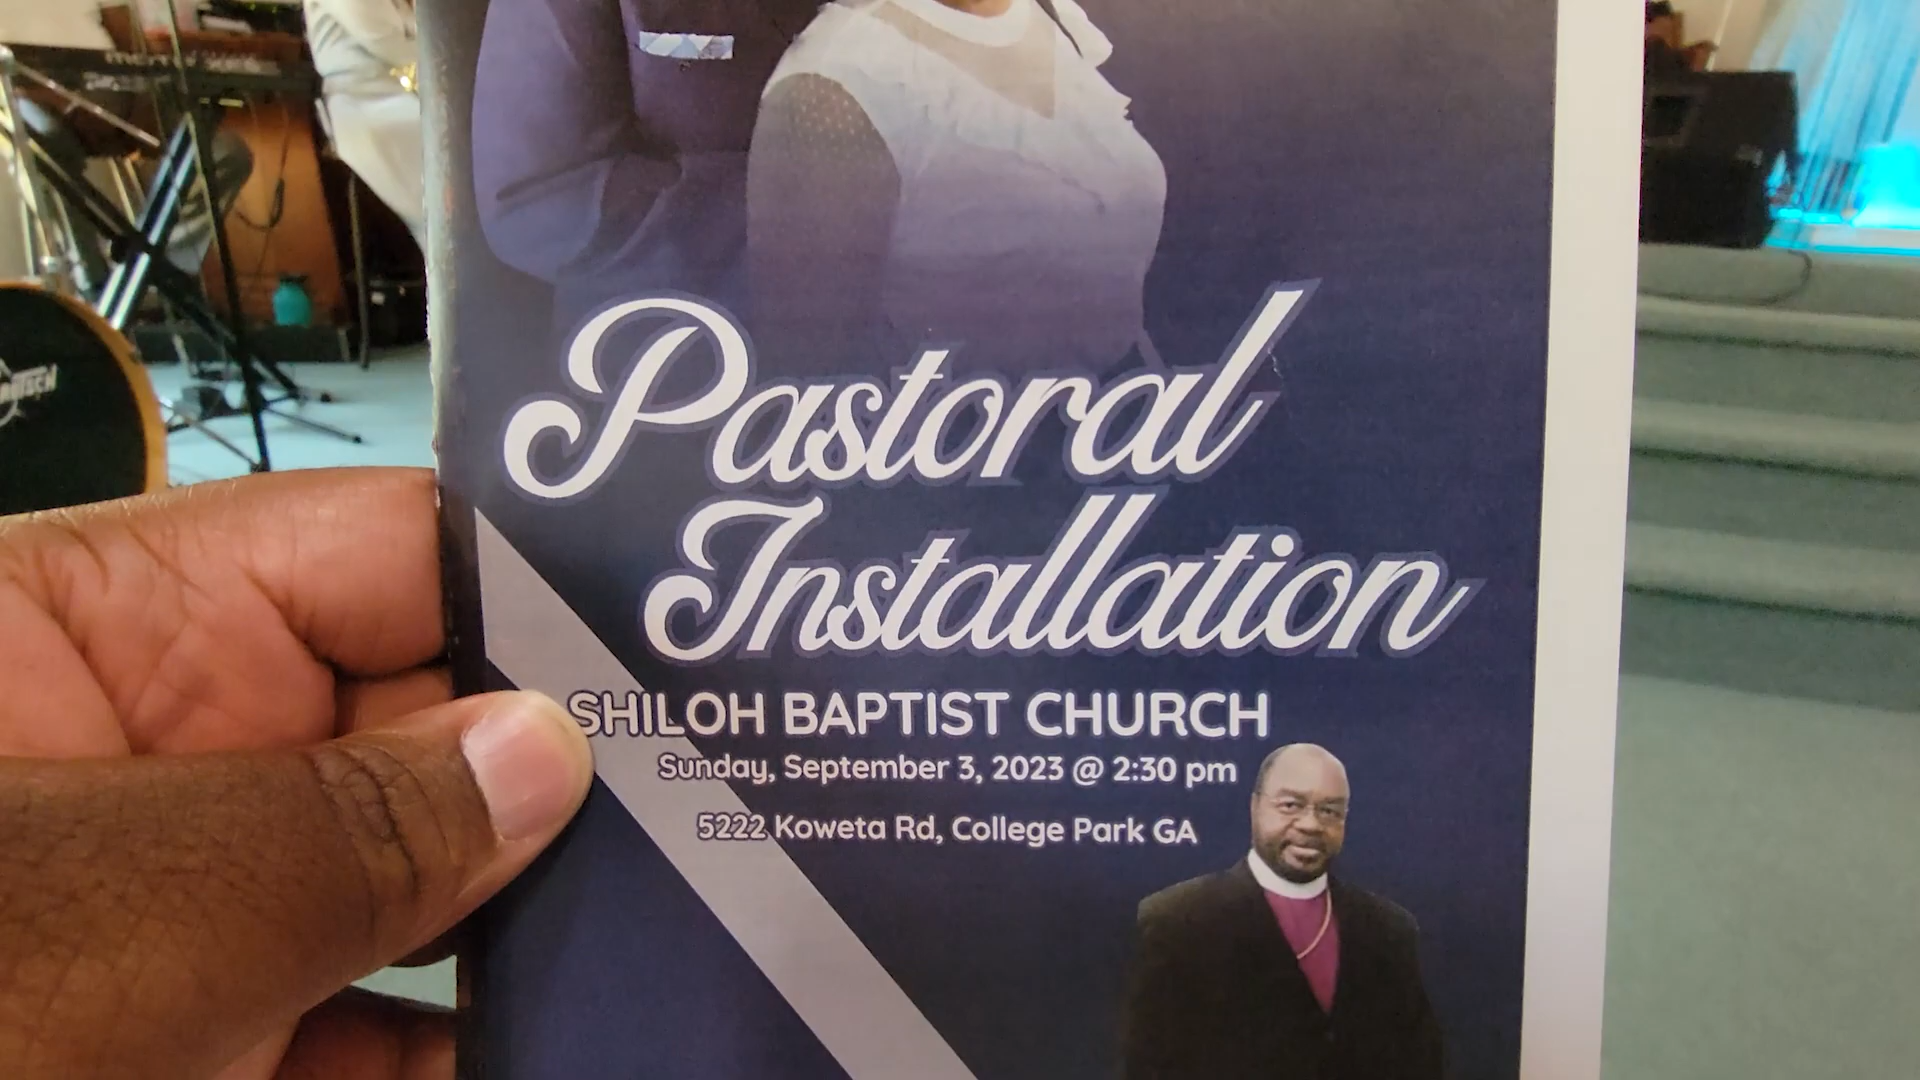 Pastoral
Installation
SHILOH BAPTIST CHURCH
Sunday, September 3, 2023 @ 2:30 pm
5222 Koweta Rd, College Park GA